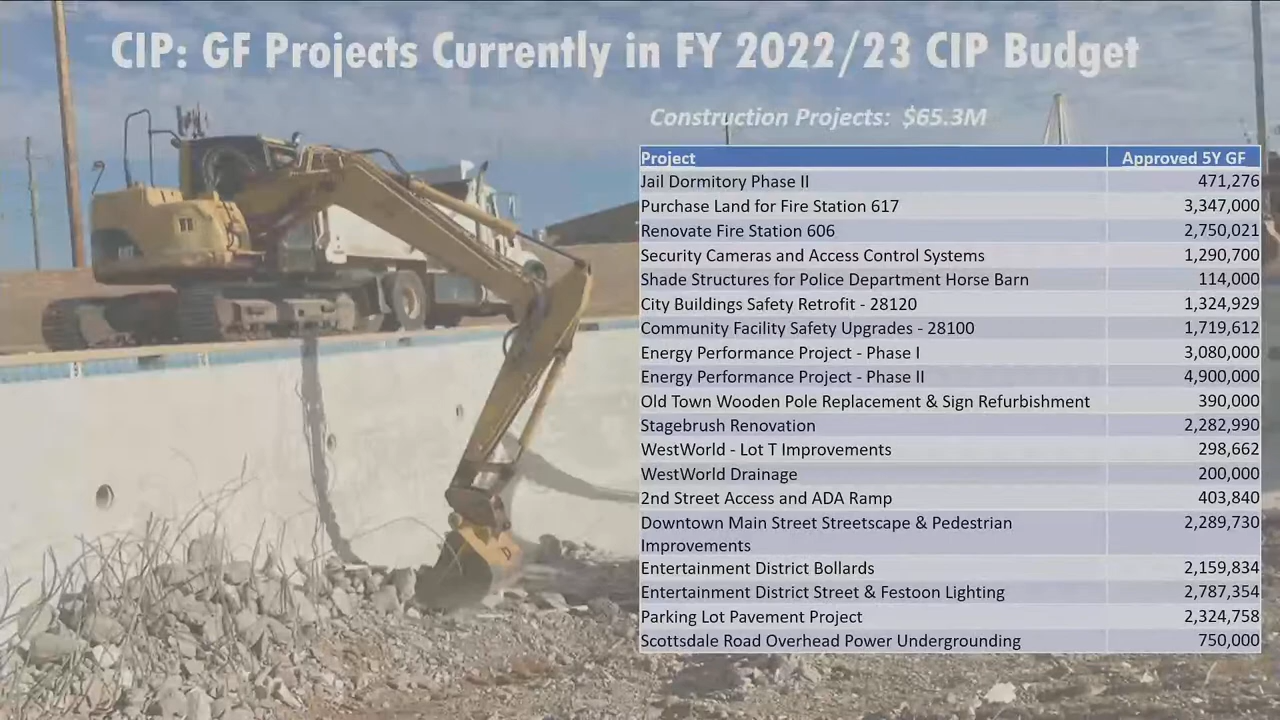 CIP: GF Projects Currently in FY 2022/23 CIP Budget
Construction Projects: $65.3M
Project Approved 5Y GF
Jail Dormitory Phase II 471,276
Purchase Land for Fire Station 617 3,347,000
Renovate Fire Station 606 2,750,021
Security Cameras and Access Control Systems 1,290,700
Shade Structures for Police Department Horse Barn 114,000
City Buildings Safety Retrofit - 28120 1,324,929
Community Facility Safety Upgrades - 28100 1,719,612
Energy Performance Project - Phase I 3,080,000
Energy Performance Project - Phase II 4,900,000
Old Town Wooden Pole Replacement & Sign Refurbishment 390,000
Stagebrush Renovation 2,282,990
WestWorld - Lot T Improvements 298,662
WestWorld Drainage 200,000
2nd Street Access and ADA Ramp 403,840
Downtown Main Street Streetscape & Pedestrian 2,289,730
Improvements
Entertainment District Bollards 2,159,834
Entertainment District Street & Festoon Lighting 2,787,354
Parking Lot Pavement Project 2,324,758
Scottsdale Road Overhead Power Undergrounding 750,000